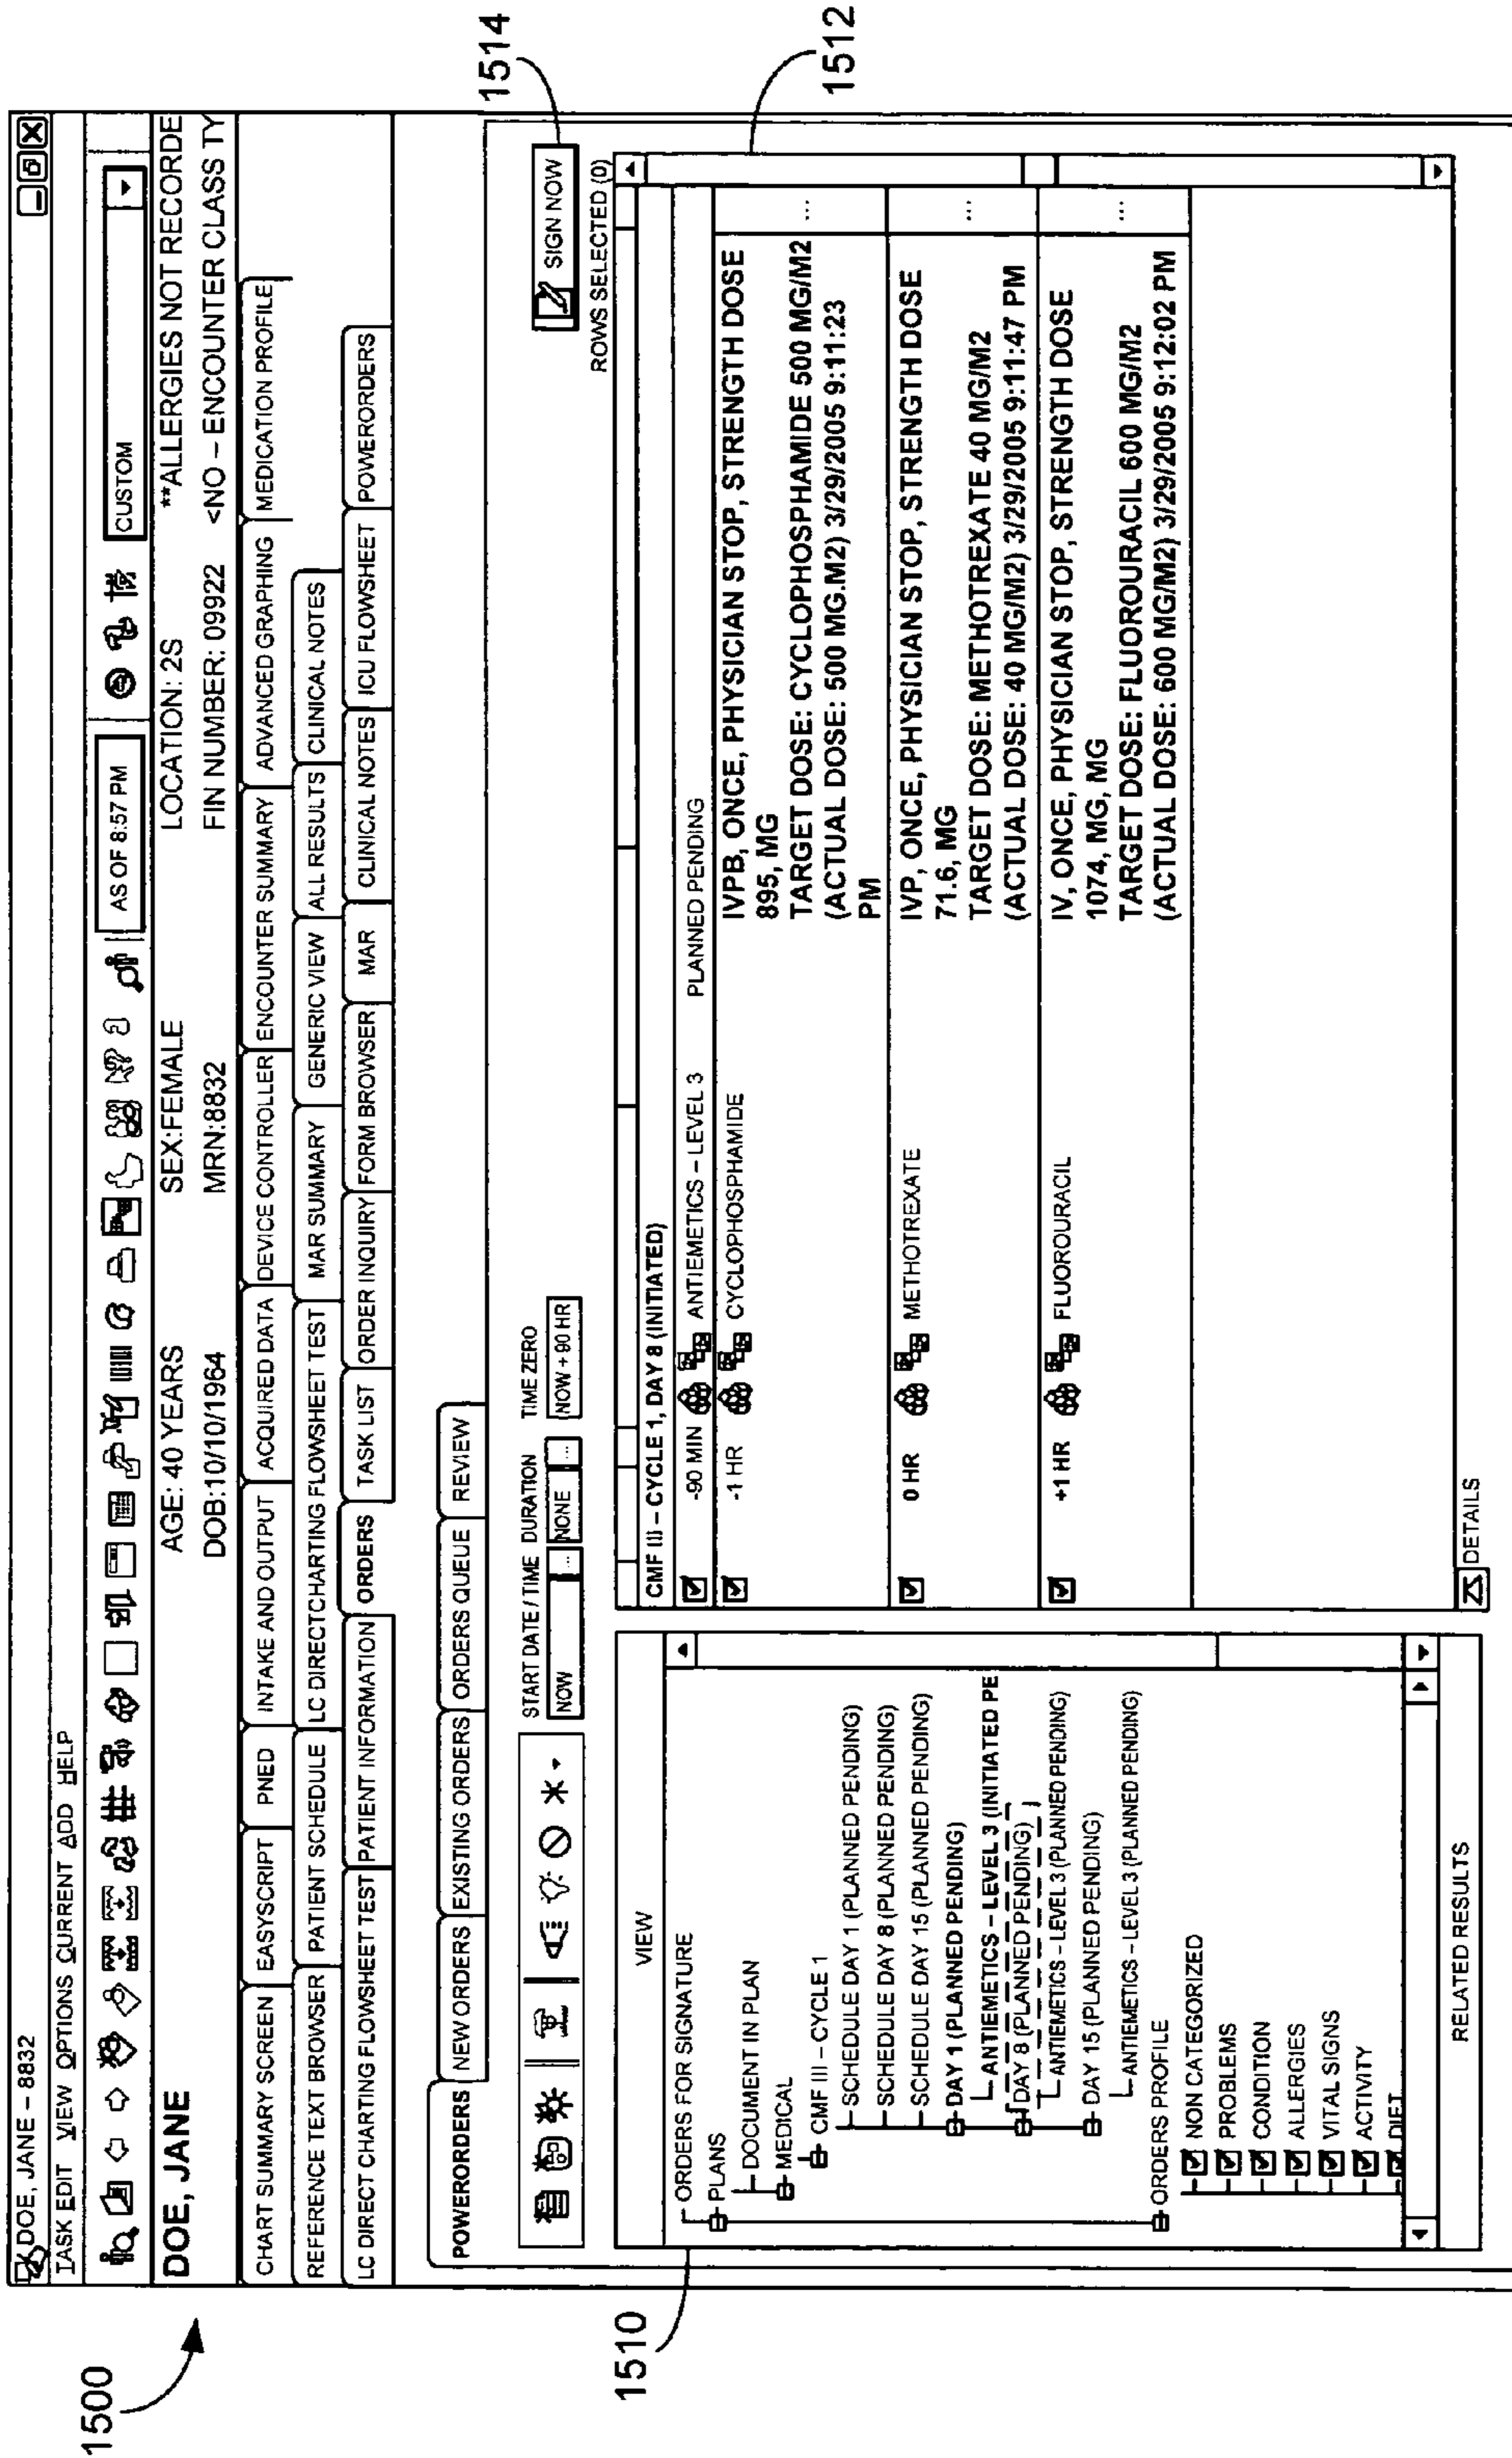 1500
DOE, JANE – 8832
TASK EDIT VIEW OPTIONS CURRENT ADD HELP
AS OF 8:57 PM
CUSTOM
DOE, JANE
AGE: 40 YEARS
SEX:FEMALE
LOCATION: 2S
**ALLERGIES NOT RECORDE
DOB:10/10/1964
MRN:8832
FIN NUMBER: 09922
<NO – ENCOUNTER CLASS TY
CHART SUMMARY SCREEN
EASYSCRIPT
PNED
INTAKE AND OUTPUT
ACQUIRED DATA
DEVICE CONTROLLER
ENCOUNTER SUMMARY
ADVANCED GRAPHING
MEDICATION PROFILE
REFERENCE TEXT BROWSER
PATIENT SCHEDULE
LC DIRECTCHARTING FLOWSHEET TEST
MAR SUMMARY
GENERIC VIEW
ALL RESULTS
CLINICAL NOTES
LC DIRECT CHARTING FLOWSHEET TEST
PATIENT INFORMATION
ORDERS
TASK LIST
ORDER INQUIRY
FORM BROWSER
MAR
CLINICAL NOTES
ICU FLOWSHEET
POWERORDERS
POWERORDERS
NEW ORDERS
EXISTING ORDERS
ORDERS QUEUE
REVIEW
START DATE / TIME
DURATION
TIME ZERO
NOW
...
NONE
...
(NOW + 90 HR
SIGN NOW
1514
ROWS SELECTED (0)
1510
VIEW
ORDERS FOR SIGNATURE
PLANS
DOCUMENT IN PLAN
MEDICAL
CMF III – CYCLE 1
SCHEDULE DAY 1 (PLANNED PENDING)
SCHEDULE DAY 8 (PLANNED PENDING)
SCHEDULE DAY 15 (PLANNED PENDING)
DAY 1 (PLANNED PENDING)
ANTIEMETICS – LEVEL 3 (INITIATED PE
DAY 8 (PLANNED PENDING)
ANTIEMETICS – LEVEL 3 (PLANNED PENDING)
DAY 15 (PLANNED PENDING)
ANTIEMETICS – LEVEL 3 (PLANNED PENDING)
ORDERS PROFILE
NON CATEGORIZED
PROBLEMS
CONDITION
ALLERGIES
VITAL SIGNS
ACTIVITY
DIET
RELATED RESULTS
1512
CMF III – CYCLE 1, DAY 8 (INITIATED)
-90 MIN ANTIEMETICS – LEVEL 3 PLANNED PENDING
-1 HR CYCLOPHOSPHAMIDE
IVPB, ONCE, PHYSICIAN STOP, STRENGTH DOSE
895, MG
TARGET DOSE: CYCLOPHOSPHAMIDE 500 MG/M2
(ACTUAL DOSE: 500 MG.M2) 3/29/2005 9:11:23
PM
...
0 HR METHOTREXATE
IVP, ONCE, PHYSICIAN STOP, STRENGTH DOSE
71.6, MG
TARGET DOSE: METHOTREXATE 40 MG/M2
(ACTUAL DOSE: 40 MG/M2) 3/29/2005 9:11:47 PM
...
+1 HR FLUOROURACIL
IV, ONCE, PHYSICIAN STOP, STRENGTH DOSE
1074, MG, MG
TARGET DOSE: FLUOROURACIL 600 MG/M2
(ACTUAL DOSE: 600 MG/M2) 3/29/2005 9:12:02 PM
...
DETAILS